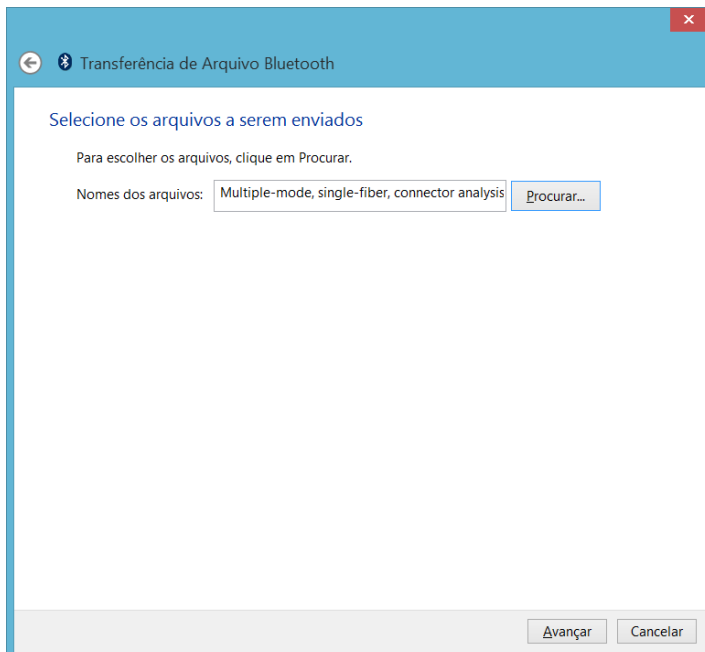 Transferência de Arquivo Bluetooth
Selecione os arquivos a serem enviados
Para escolher os arquivos, clique em Procurar.
Nomes dos arquivos: Multiple-mode, single-fiber, connector analysis Procurar...
Avançar Cancelar